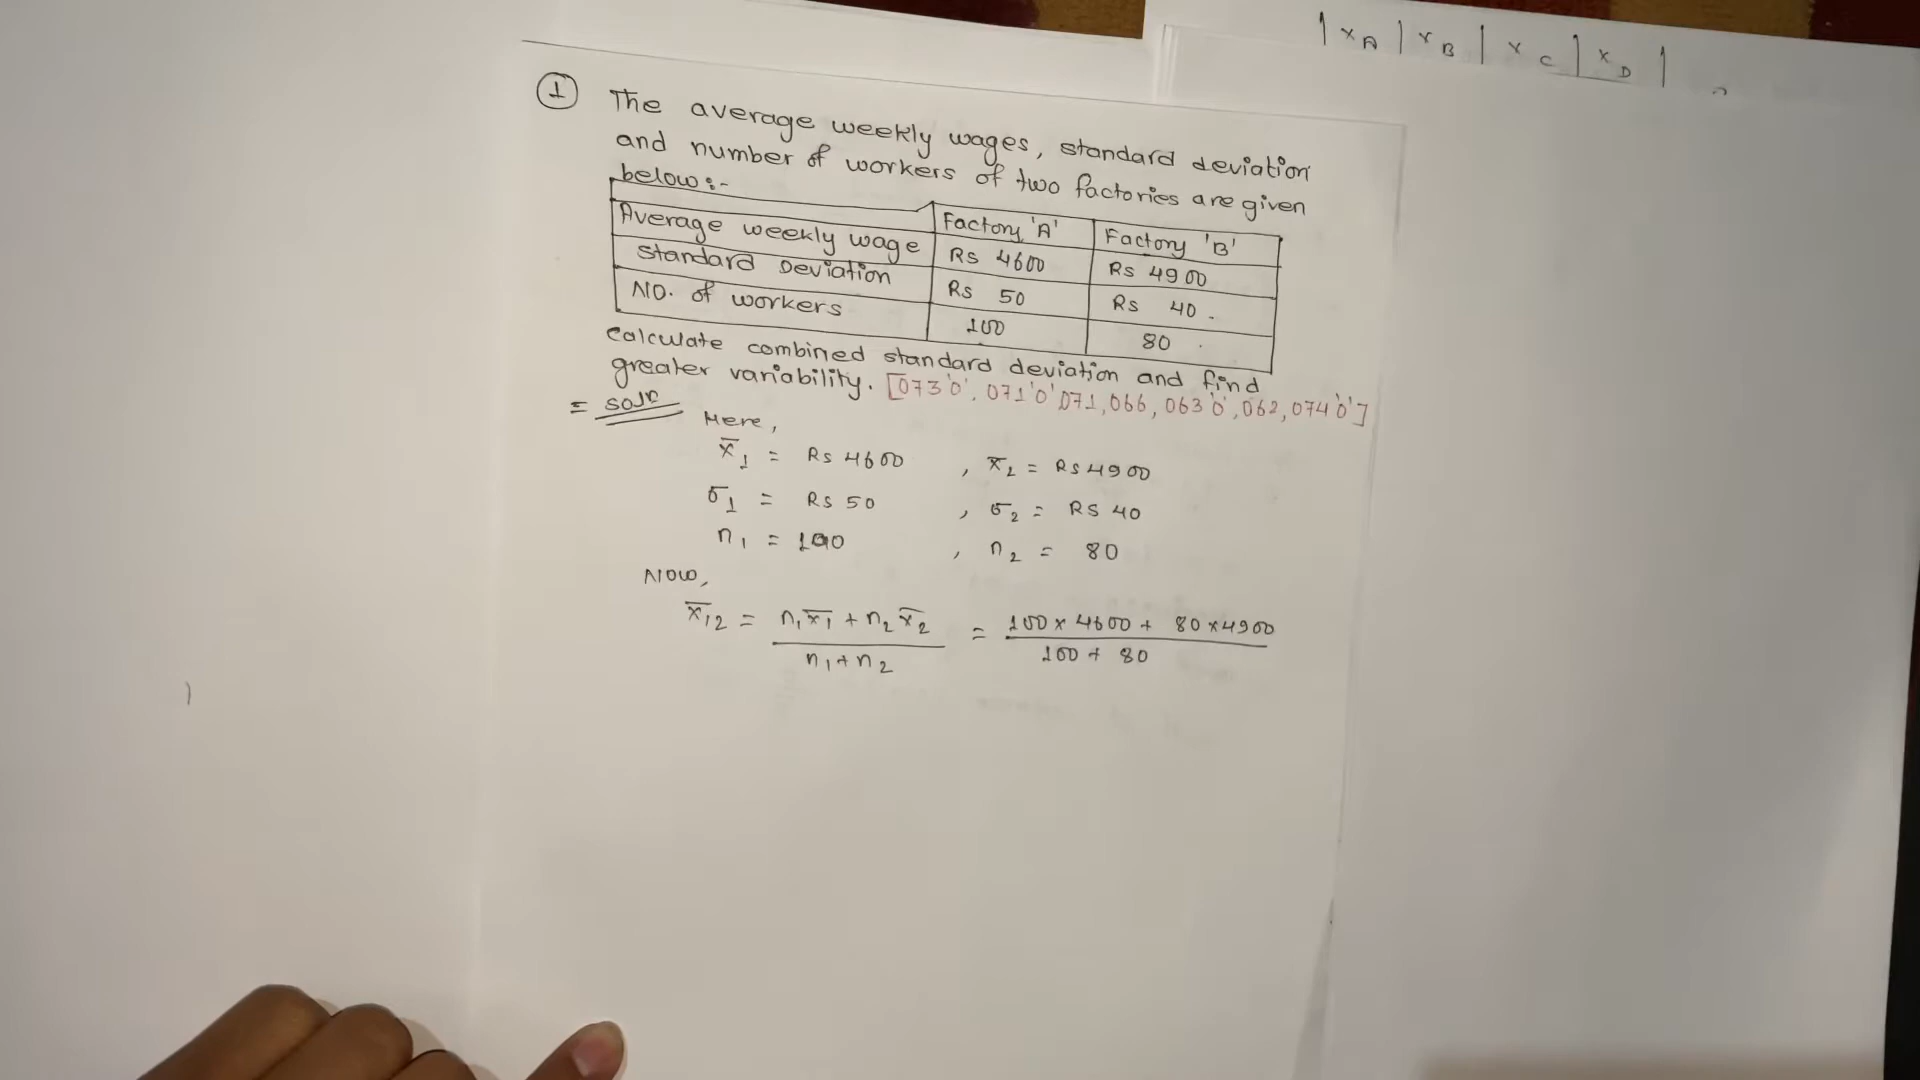 | x A | x B | x C | x D |
① The average weekly wages, standard deviation
and number of workers of two factories are given
below:-
Factory 'A' Factory 'B'
Average weekly wage Rs 4600 Rs 4900
standard Deviation Rs 50 Rs 40
NO. of workers 100 80
calculate combined standard deviation and find
greater variability. [073'0', 071'0' 071, 066, 063'0', 062, 074'0']
= soln
Here,
x̄₁ = Rs 4600 , x̄₂ = Rs 4900
σ₁ = Rs 50 , σ₂ = RS 40
n₁ = 100 , n₂ = 80
Now,
x̄₁₂ = n₁x̄₁ + n₂x̄₂ / n₁+n₂ = 100 x 4600 + 80 x 4900 / 100 + 80